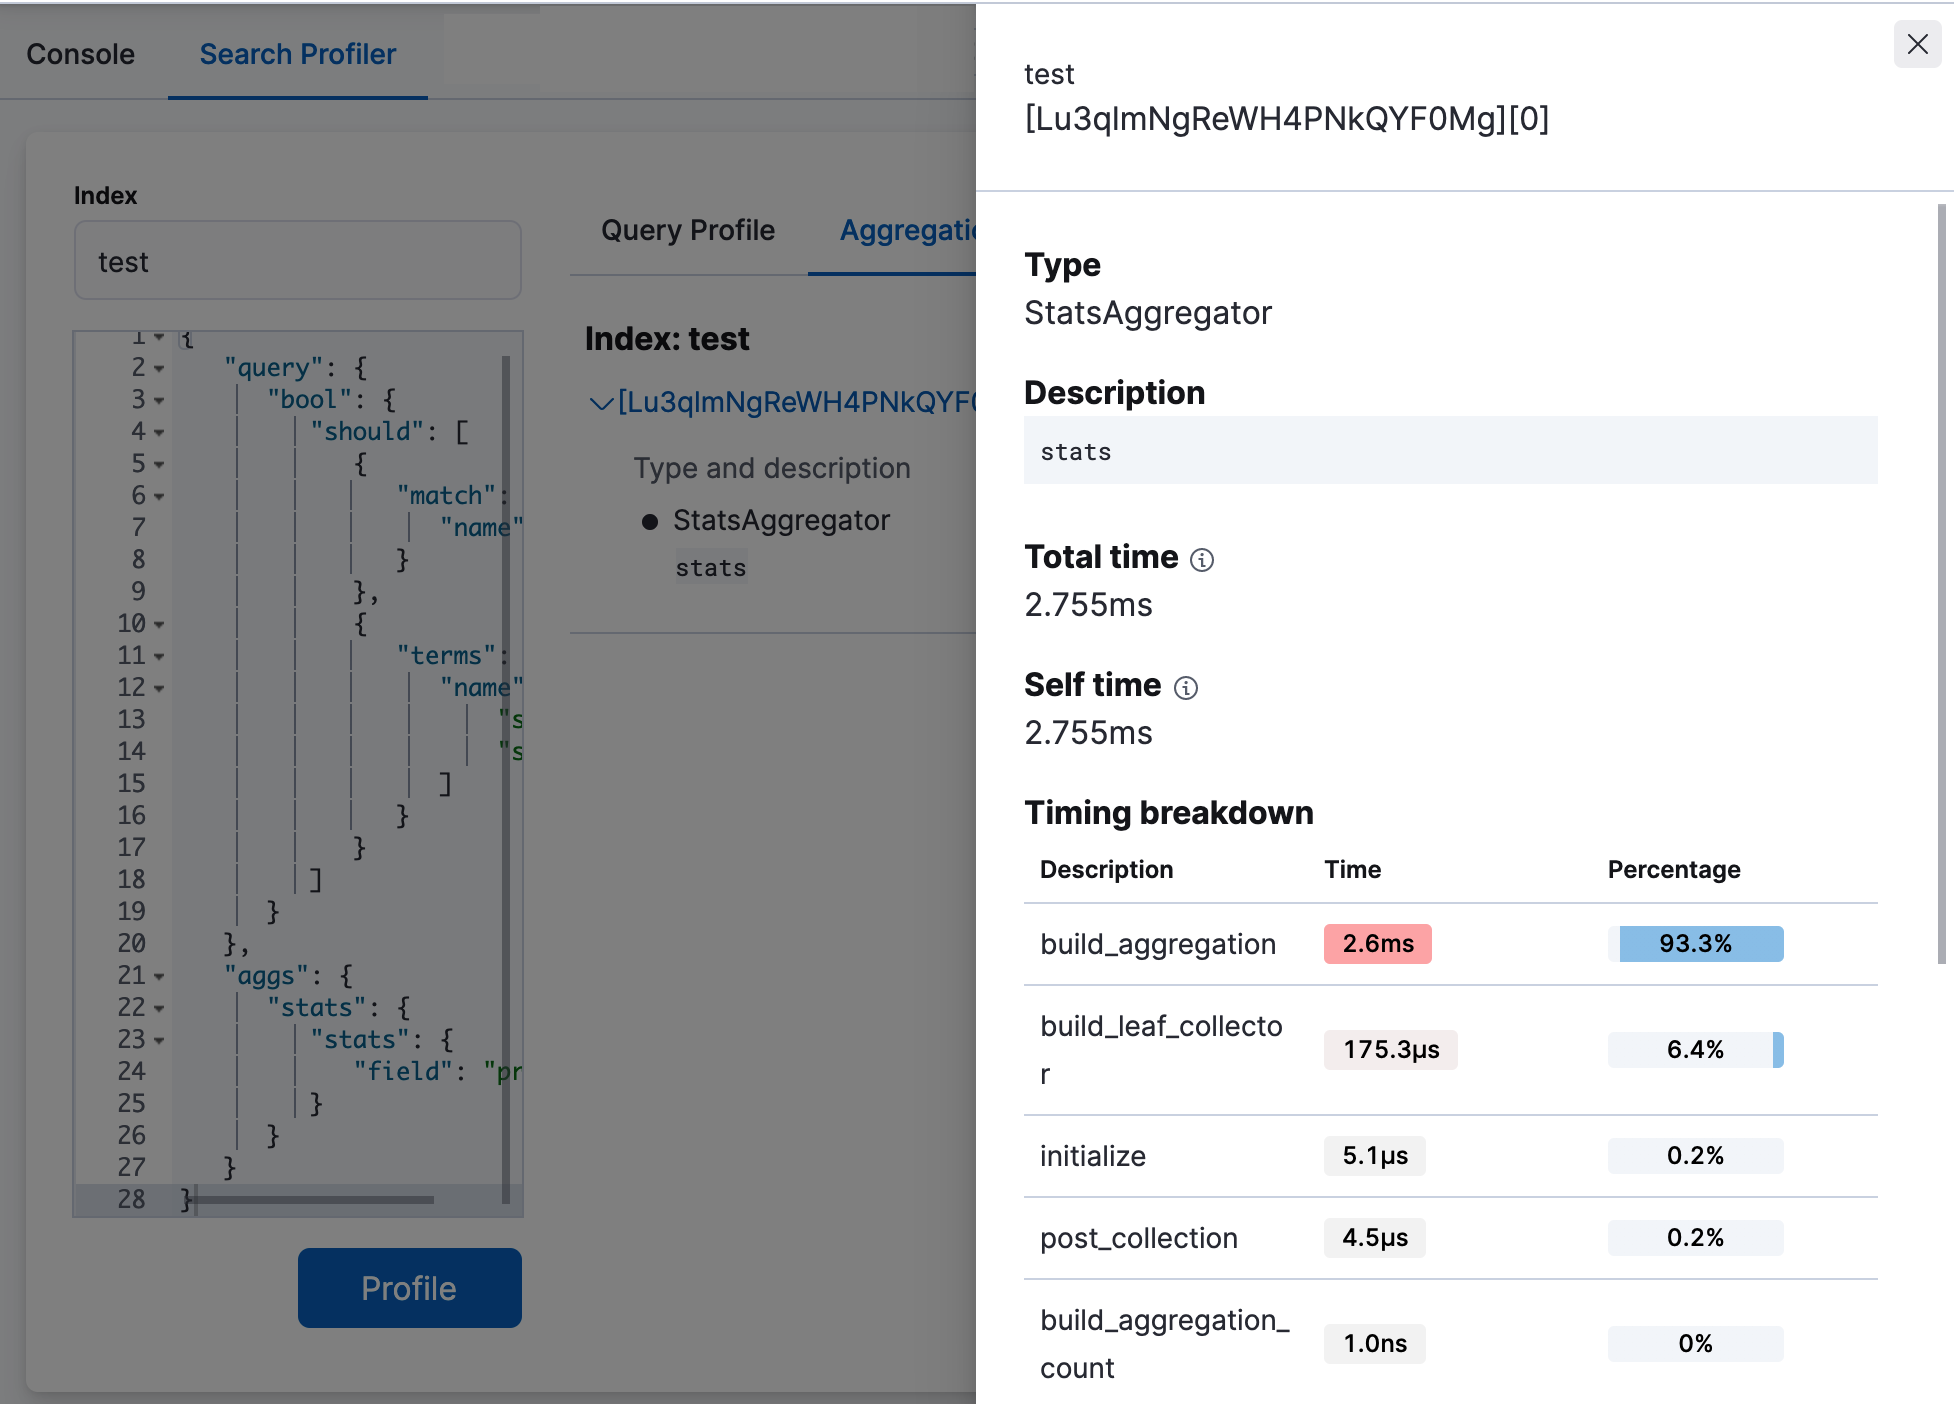 Console
Search Profiler
Index
test
1 {
2 "query": {
3 "bool": {
4 "should": [
5 {
6 "match":
7 "name"
8 }
9 },
10 {
11 "terms":
12 "name"
13 "s
14 "s
15 ]
16 }
17 }
18 ]
19 }
20 },
21 "aggs": {
22 "stats": {
23 "stats": {
24 "field": "pr
25 }
26 }
27 }
28 }
Profile
Query Profile
Aggregatio
Index: test
[Lu3qlmNgReWH4PNkQYF0
Type and description
StatsAggregator
stats
test
[Lu3qlmNgReWH4PNkQYF0Mg][0]
Type
StatsAggregator
Description
stats
Total time
2.755ms
Self time
2.755ms
Timing breakdown
Description Time Percentage
build_aggregation 2.6ms 93.3%
build_leaf_collecto
r
175.3µs 6.4%
initialize 5.1µs 0.2%
post_collection 4.5µs 0.2%
build_aggregation_
count
1.0ns 0%